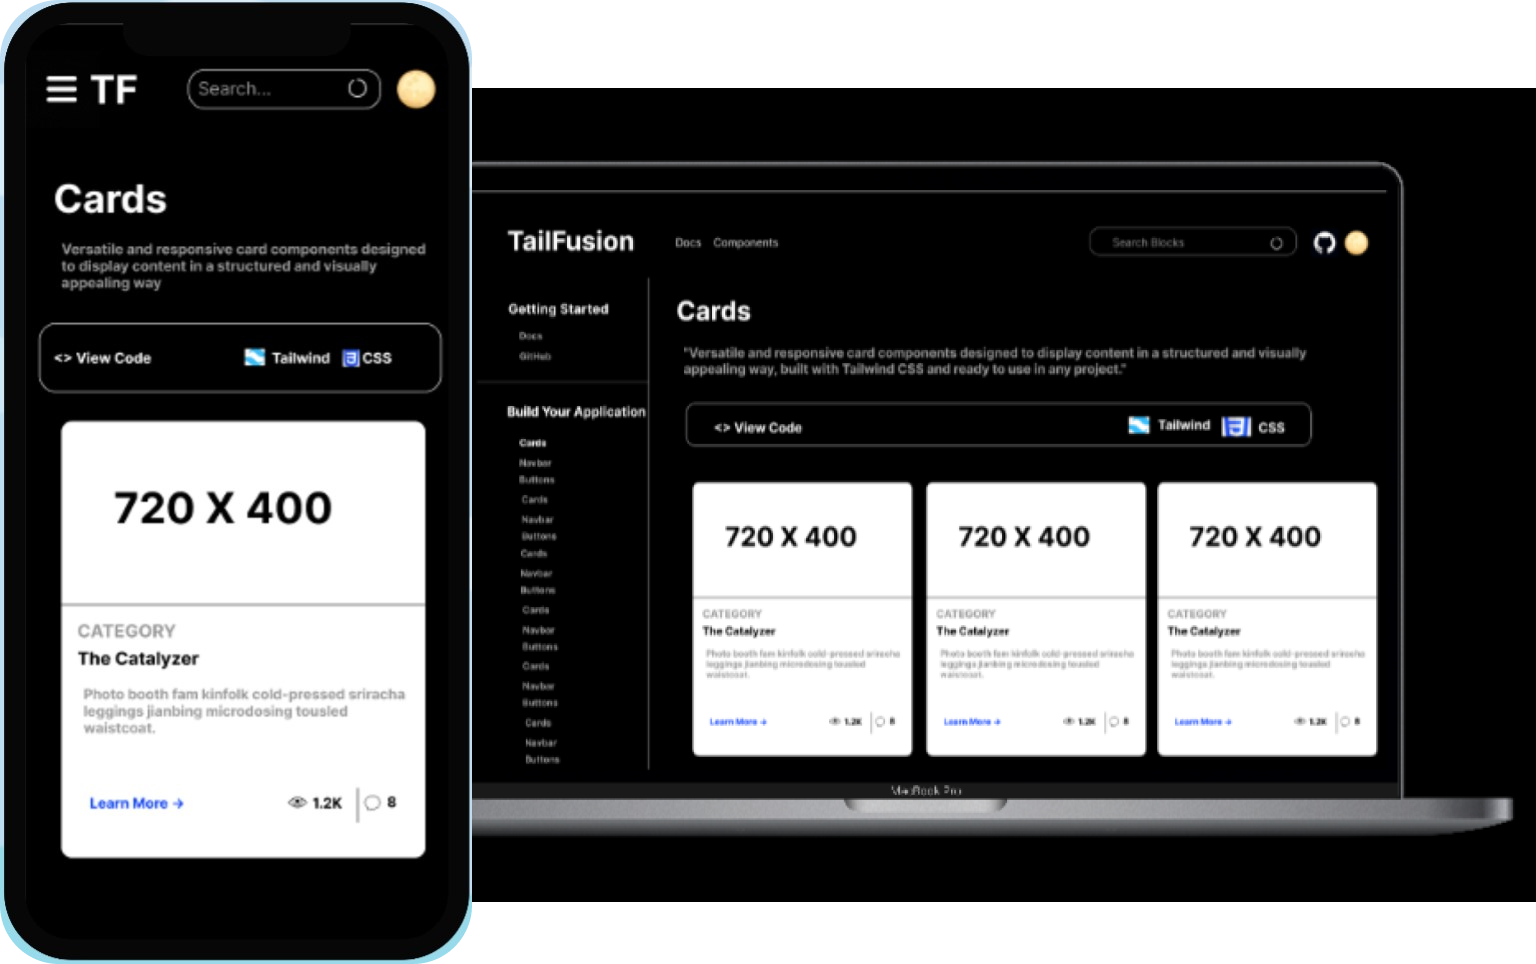 TF
Search...
Cards
Versatile and responsive card components designed
to display content in a structured and visually
appealing way
<> View Code
Tailwind
CSS
720 X 400
CATEGORY
The Catalyzer
Photo booth fam kinfolk cold-pressed sriracha
leggings jianbing microdosing tousled
waistcoat.
Learn More →
1.2K
8
TailFusion
Docs
Components
Search Blocks
Getting Started
Docs
GitHub
Build Your Application
Cards
Navbar
Buttons
Cards
Navbar
Buttons
Cards
Navbar
Buttons
Cards
Navbar
Buttons
Cards
Navbar
Buttons
Cards
Navbar
Buttons
Cards
"Versatile and responsive card components designed to display content in a structured and visually
appealing way, built with Tailwind CSS and ready to use in any project."
<> View Code
Tailwind
CSS
720 X 400
CATEGORY
The Catalyzer
Photo booth fam kinfolk cold-pressed sriracha
leggings jianbing microdosing tousled
waistcoat.
Learn More →
1.2K
8
720 X 400
CATEGORY
The Catalyzer
Photo booth fam kinfolk cold-pressed sriracha
leggings jianbing microdosing tousled
waistcoat.
Learn More →
1.2K
8
720 X 400
CATEGORY
The Catalyzer
Photo booth fam kinfolk cold-pressed sriracha
leggings jianbing microdosing tousled
waistcoat.
Learn More →
1.2K
8
MacBook Pro